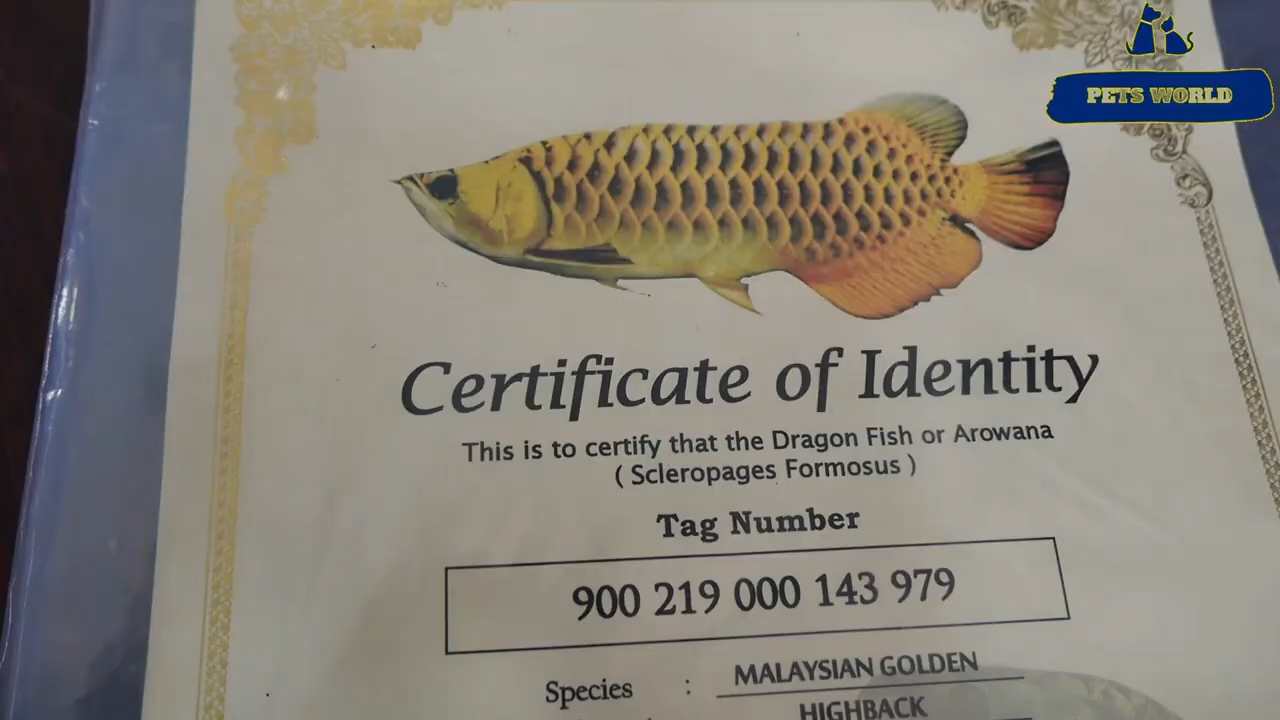 PETS WORLD
Certificate of Identity
This is to certify that the Dragon Fish or Arowana
( Scleropages Formosus )
Tag Number
900 219 000 143 979
Species : MALAYSIAN GOLDEN
HIGHBACK